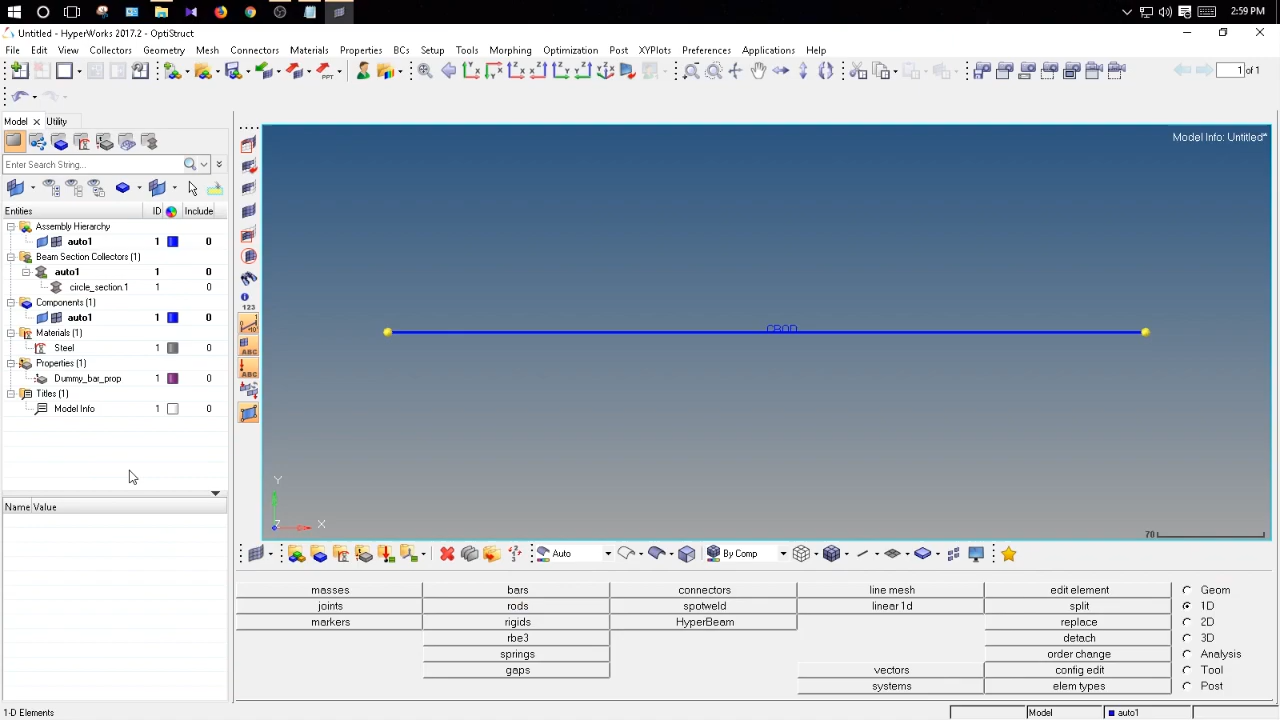 2:59 PM
Untitled - HyperWorks 2017.2 - OptiStruct
File Edit View Collectors Geometry Mesh Connectors Materials Properties BCs Setup Tools Morphing Optimization Post XYPlots Preferences Applications Help
1 of 1
Model Utility
Model Info: Untitled*
Enter Search String...
Entities ID Include
Assembly Hierarchy
auto1 1 0
Beam Section Collectors (1)
auto1 1 0
circle_section.1 1 0
Components (1)
auto1 1 0
Materials (1)
Steel 1 0
Properties (1)
Dummy_bar_prop 1 0
Titles (1)
Model Info 1 0
123
ABC
ABC
CROD
Y
Z X
70
Name Value
Auto By Comp
masses bars connectors line mesh edit element Geom
joints rods spotweld linear 1d split 1D
markers rigids HyperBeam replace 2D
rbe3 detach 3D
springs order change Analysis
gaps vectors config edit Tool
systems elem types Post
1-D Elements Model auto1